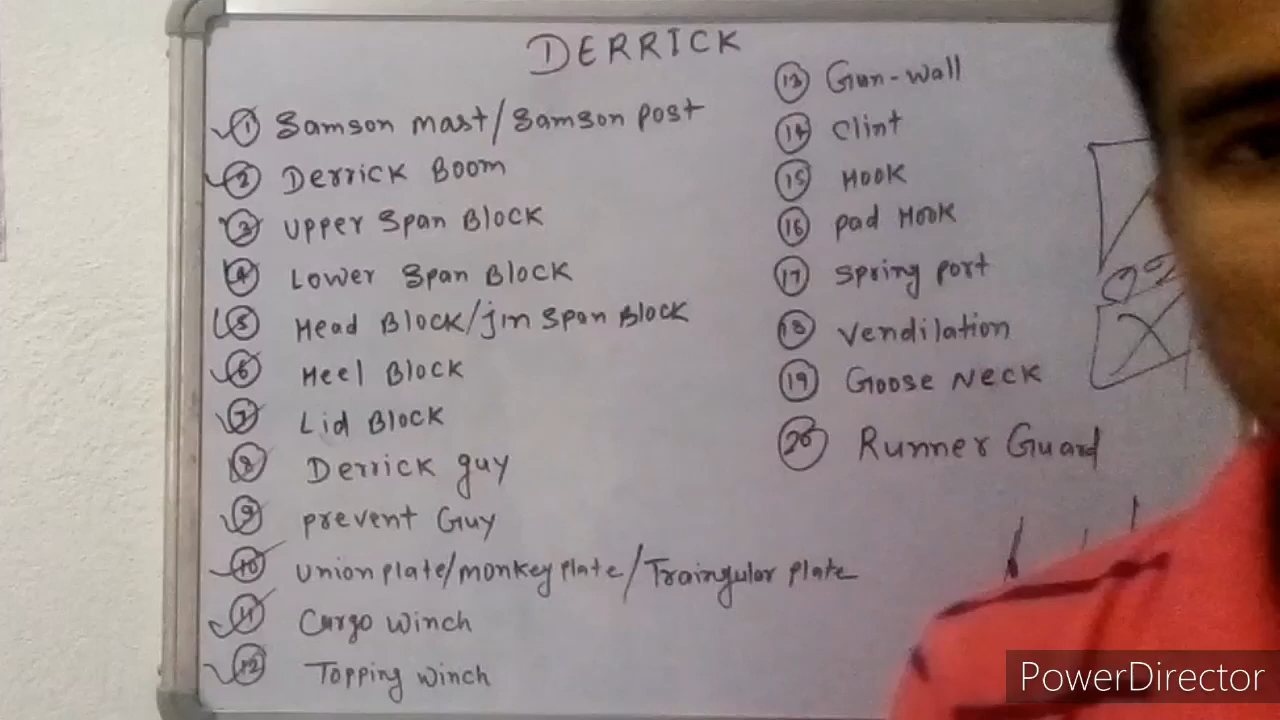 DERRICK
1 Samson mast/Samson post
2 Derrick Boom
3 Upper Span Block
4 Lower Span Block
5 Head Block/jin Span Block
6 Heel Block
7 Lid Block
8 Derrick guy
9 prevent Guy
10 union plate/monkey plate/Traingular plate
11 Cargo winch
12 Topping winch
13 Gun-wall
14 Clint
15 Hook
16 pad Hook
17 Spring port
18 Vendilation
19 Goose Neck
20 Runner Guard
PowerDirector